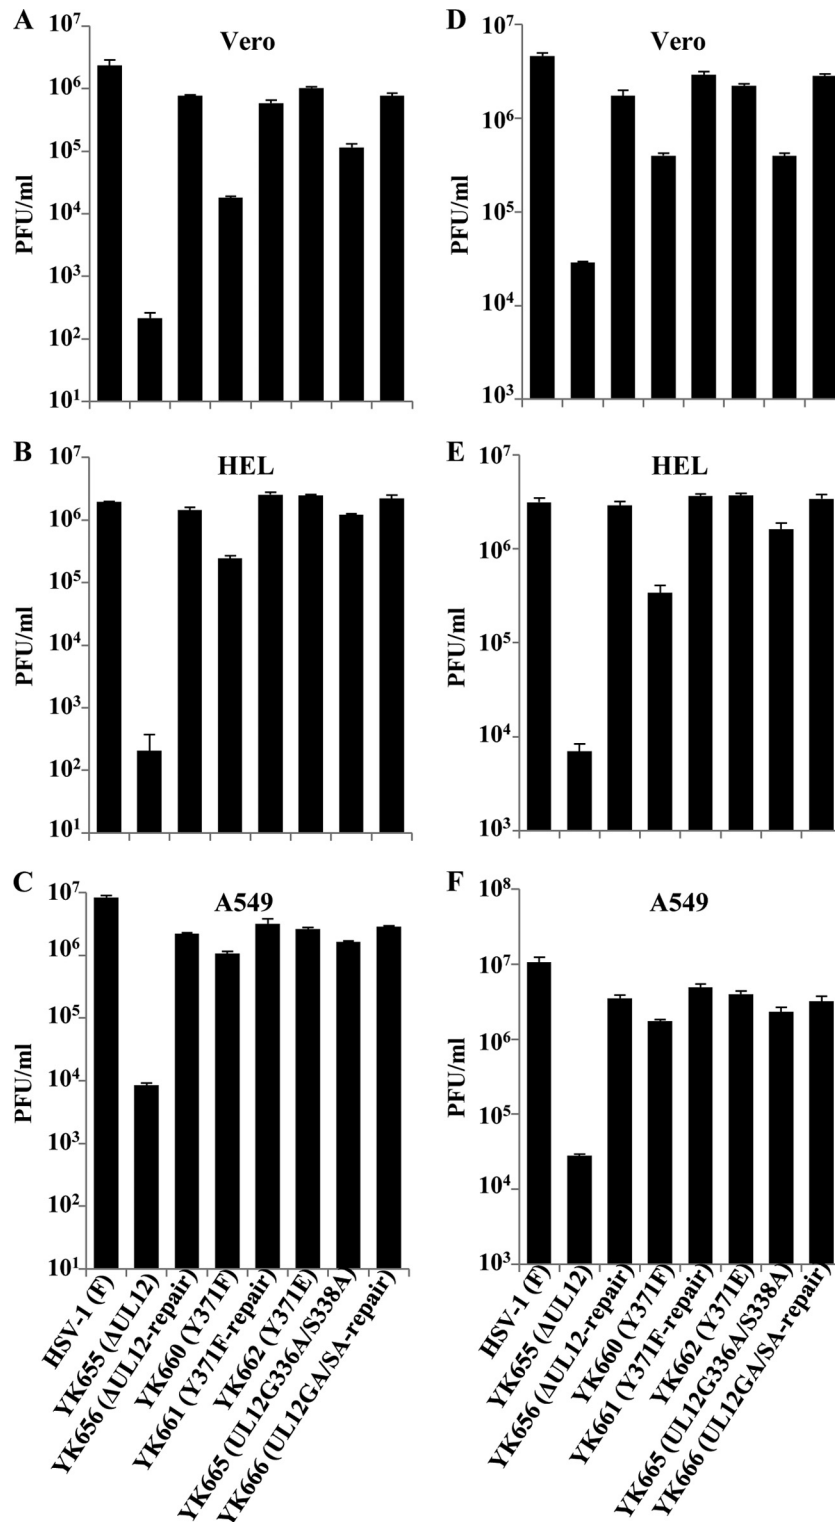 A
Vero
PFU/ml
10⁷
10⁶
10⁵
10⁴
10³
10²
10¹
B
HEL
PFU/ml
10⁷
10⁶
10⁵
10⁴
10³
10²
10¹
C
A549
PFU/ml
10⁷
10⁶
10⁵
10⁴
10³
10²
10¹
HSV-1 (F)
YK655 (ΔUL12)
YK656 (ΔUL12-repair)
YK660 (Y371F)
YK661 (Y371F-repair)
YK662 (Y371E)
YK665 (UL12G336A/S338A)
YK666 (UL12GA/SA-repair)
D
Vero
PFU/ml
10⁷
10⁶
10⁵
10⁴
10³
E
HEL
PFU/ml
10⁷
10⁶
10⁵
10⁴
10³
F
A549
PFU/ml
10⁸
10⁷
10⁶
10⁵
10⁴
10³
HSV-1 (F)
YK655 (ΔUL12)
YK656 (ΔUL12-repair)
YK660 (Y371F)
YK661 (Y371F-repair)
YK662 (Y371E)
YK665 (UL12G336A/S338A)
YK666 (UL12GA/SA-repair)